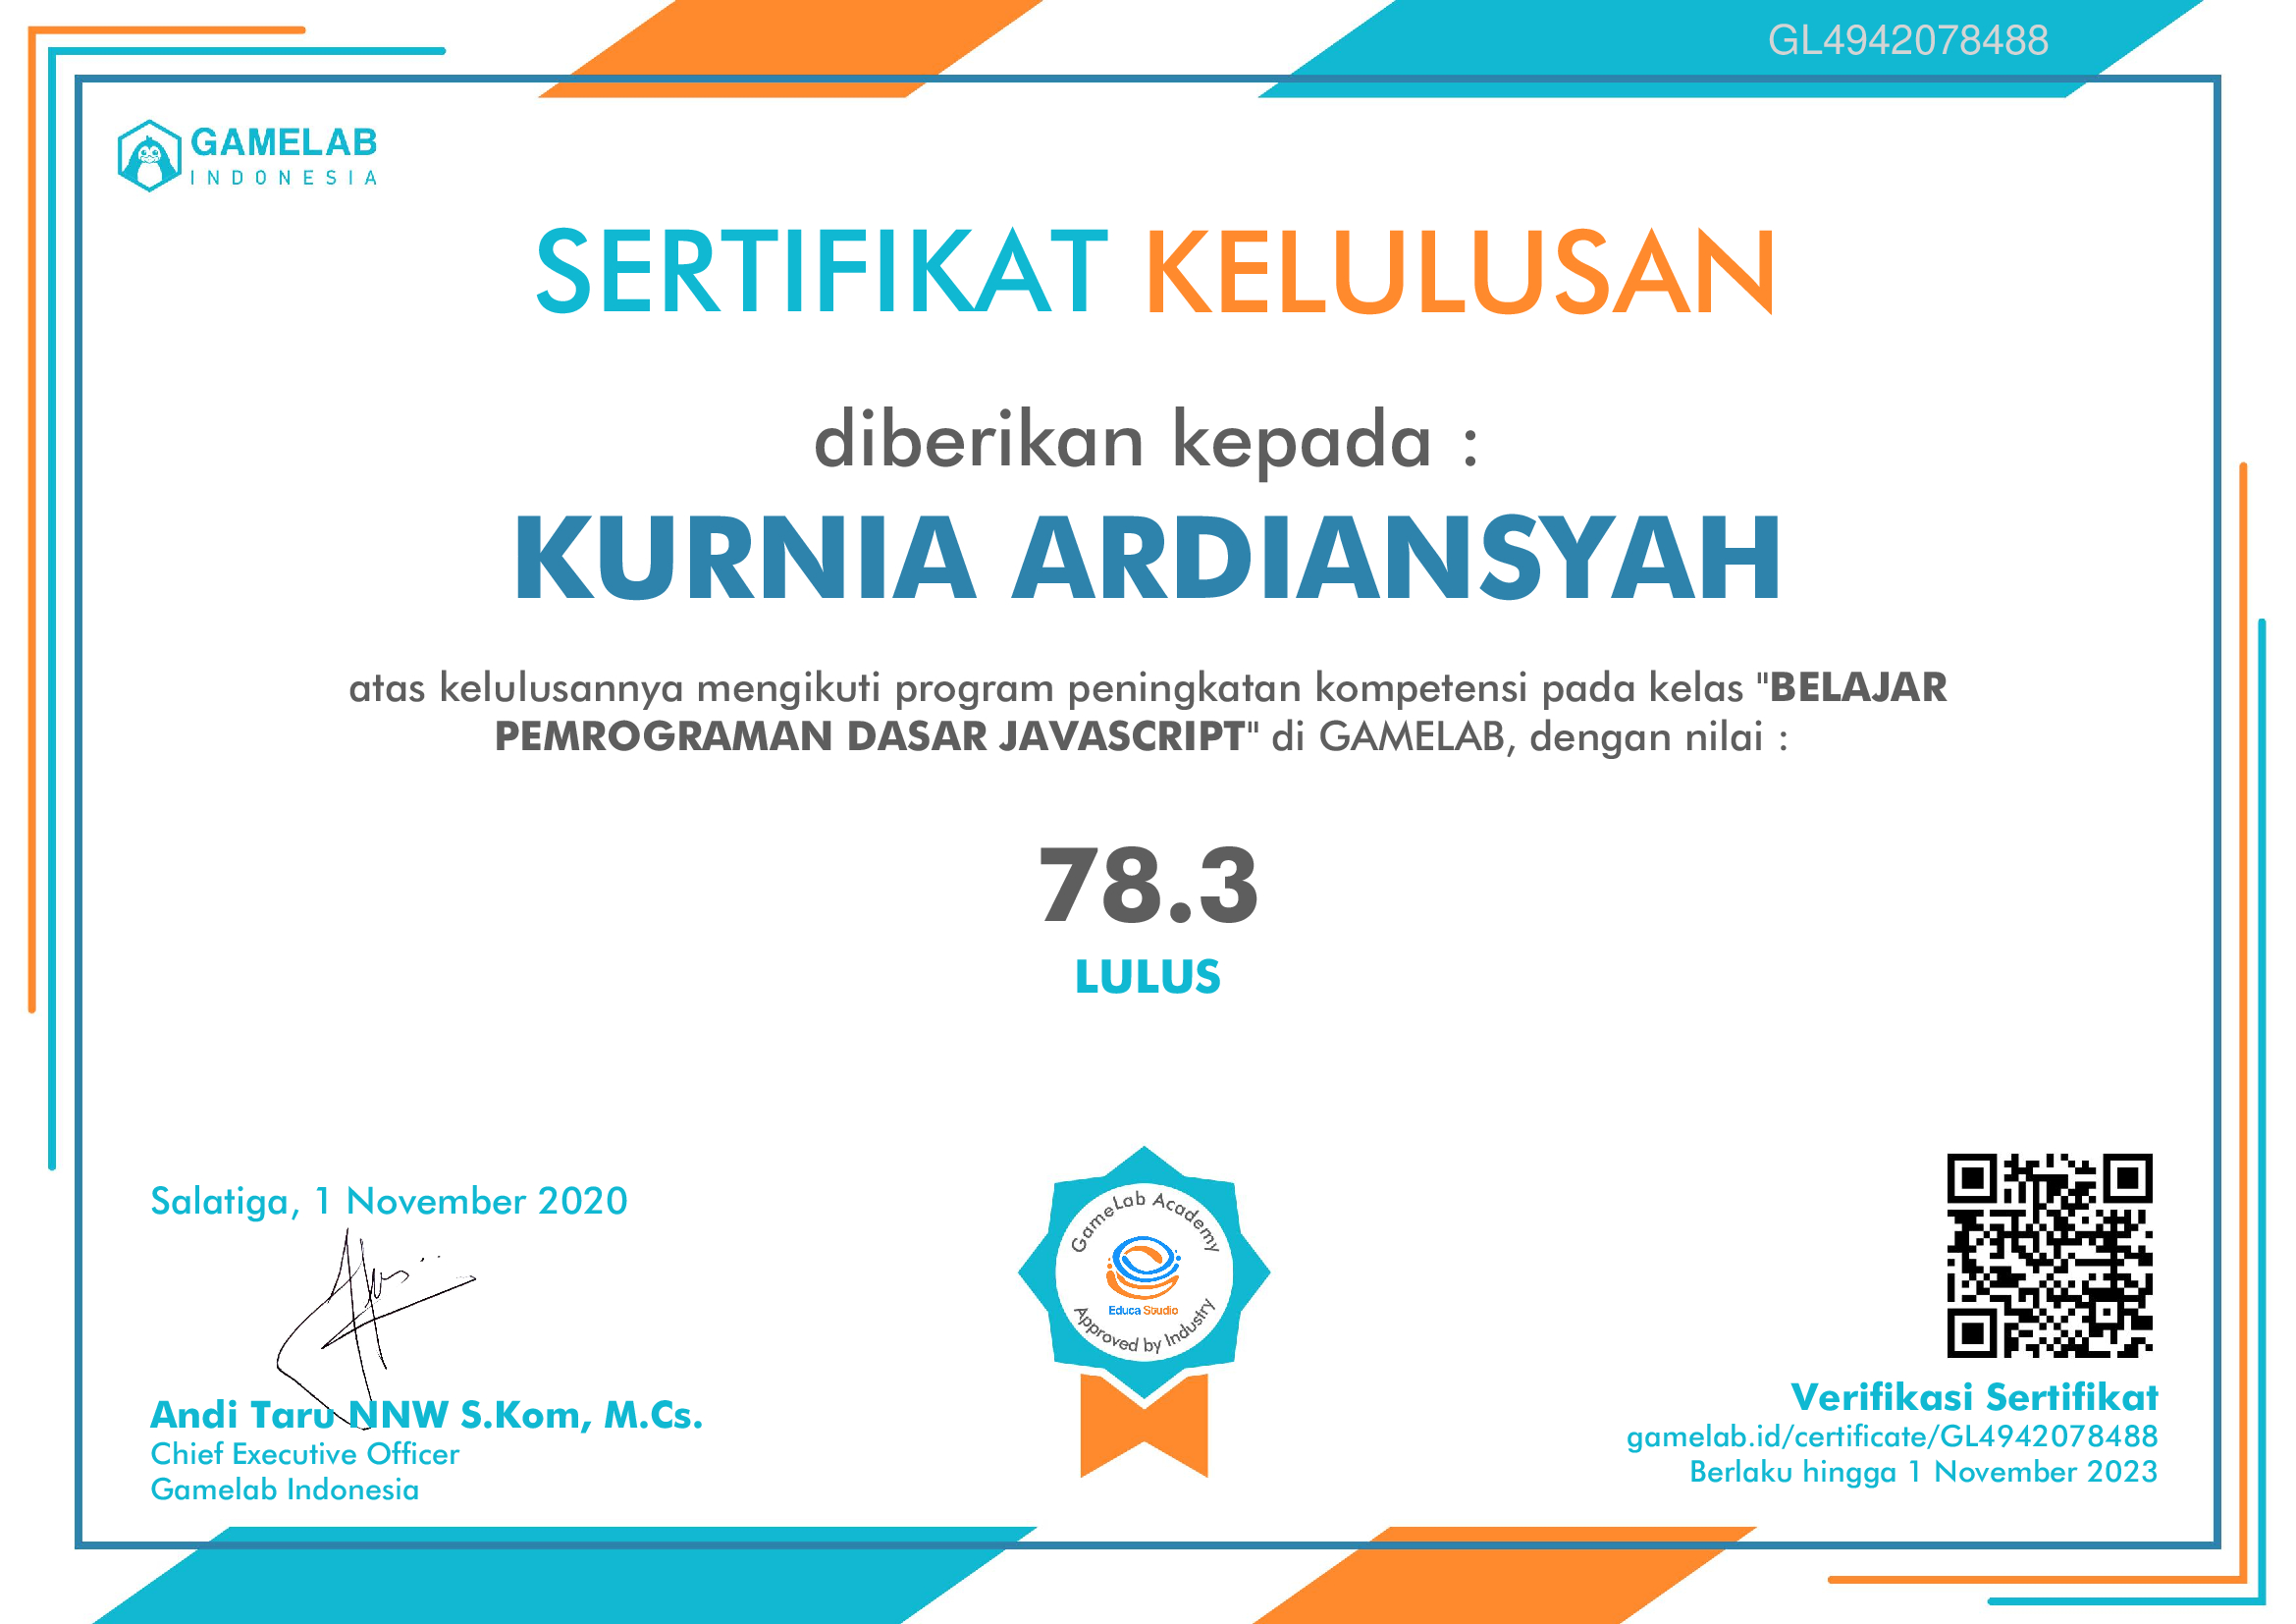 GL4942078488
GAMELAB
INDONESIA
SERTIFIKAT KELULUSAN
diberikan kepada :
KURNIA ARDIANSYAH
atas kelulusannya mengikuti program peningkatan kompetensi pada kelas "BELAJAR
PEMROGRAMAN DASAR JAVASCRIPT" di GAMELAB, dengan nilai :
78.3
LULUS
Salatiga, 1 November 2020
Andi Taru NNW S.Kom, M.Cs.
Chief Executive Officer
Gamelab Indonesia
GameLab Academy
Educa Studio
Approved by Industry
Verifikasi Sertifikat
gamelab.id/certificate/GL4942078488
Berlaku hingga 1 November 2023